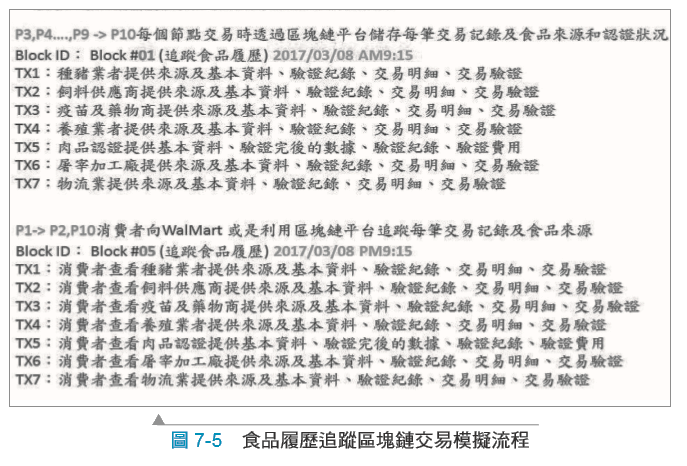 P3,P4....,P9 -> P10每個節點交易時透過區塊鏈平台儲存每筆交易記錄及食品來源和認證狀況
Block ID： Block #01 (追蹤食品履歷) 2017/03/08 AM9:15
TX1：種豬業者提供來源及基本資料、驗證紀錄、交易明細、交易驗證
TX2：飼料供應商提供來源及基本資料、驗證紀錄、交易明細、交易驗證
TX3：疫苗及藥物商提供來源及基本資料、驗證紀錄、交易明細、交易驗證
TX4：養殖業者提供來源及基本資料、驗證紀錄、交易明細、交易驗證
TX5：肉品認證提供基本資料、驗證完後的數據、驗證紀錄、驗證費用
TX6：屠宰加工廠提供來源及基本資料、驗證紀錄、交易明細、交易驗證
TX7：物流業提供來源及基本資料、驗證紀錄、交易明細、交易驗證
P1-> P2,P10消費者向WalMart 或是利用區塊鏈平台追蹤每筆交易記錄及食品來源
Block ID： Block #05 (追蹤食品履歷) 2017/03/08 PM9:15
TX1：消費者查看種豬業者提供來源及基本資料、驗證紀錄、交易明細、交易驗證
TX2：消費者查看飼料供應商提供來源及基本資料、驗證紀錄、交易明細、交易驗證
TX3：消費者查看疫苗及藥物商提供來源及基本資料、驗證紀錄、交易明細、交易驗證
TX4：消費者查看養殖業者提供來源及基本資料、驗證紀錄、交易明細、交易驗證
TX5：消費者查看肉品認證提供基本資料、驗證完後的數據、驗證紀錄、驗證費用
TX6：消費者查看屠宰加工廠提供來源及基本資料、驗證紀錄、交易明細、交易驗證
TX7：消費者查看物流業提供來源及基本資料、驗證紀錄、交易明細、交易驗證
圖 7-5 食品履歷追蹤區塊鏈交易模擬流程